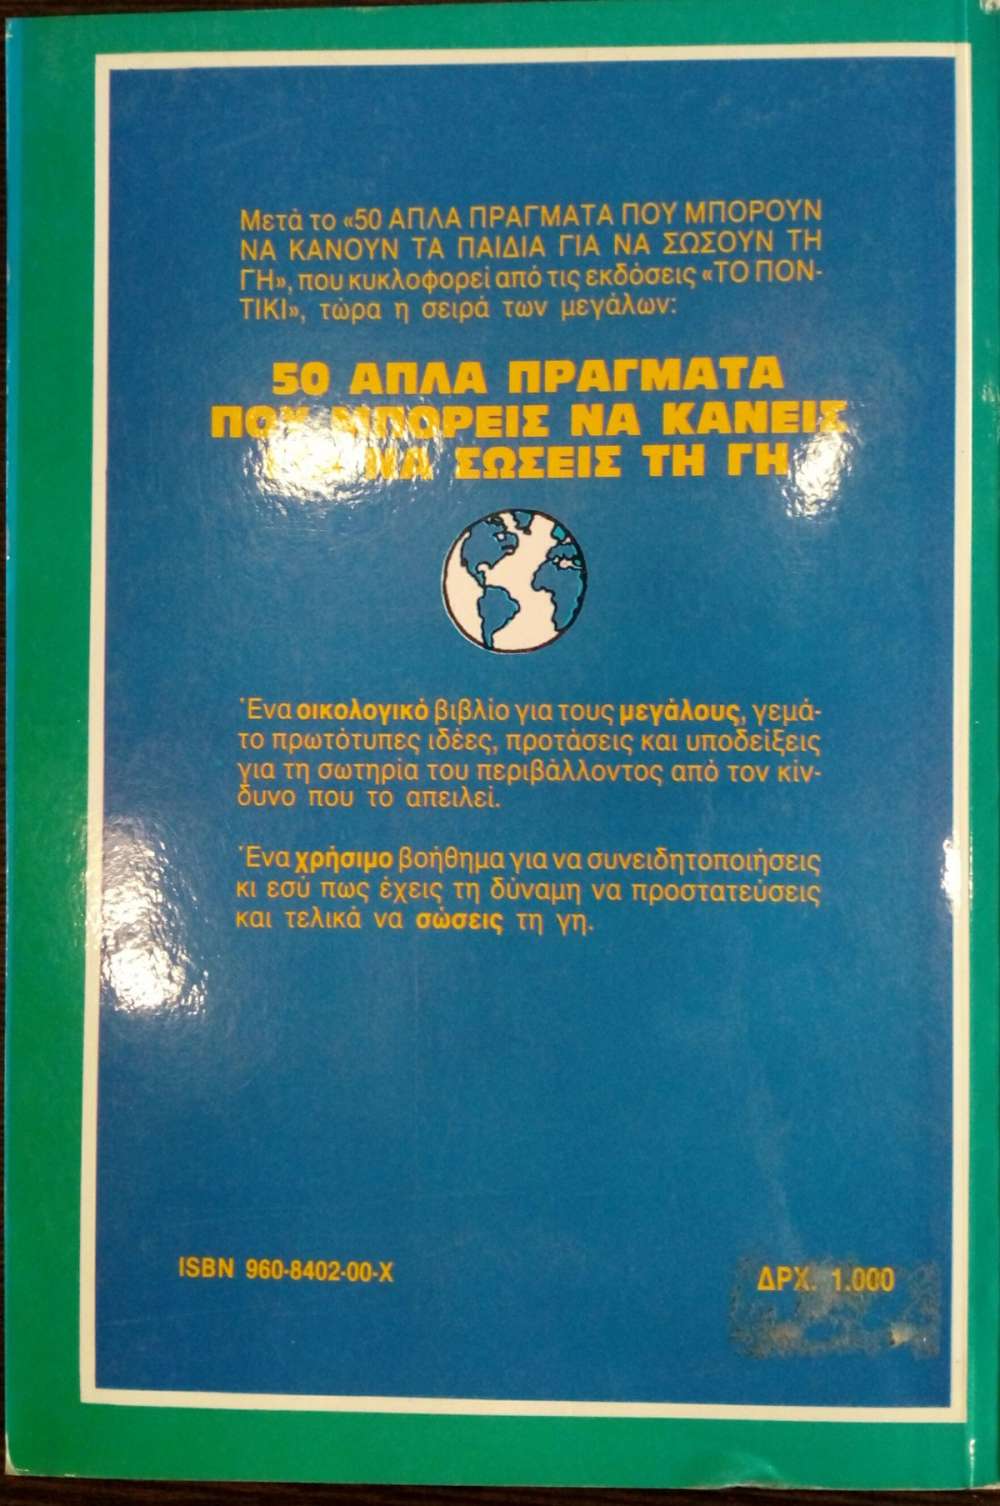 Μετά το «50 ΑΠΛΑ ΠΡΑΓΜΑΤΑ ΠΟΥ ΜΠΟΡΟΥΝ
ΝΑ ΚΑΝΟΥΝ ΤΑ ΠΑΙΔΙΑ ΓΙΑ ΝΑ ΣΩΣΟΥΝ ΤΗ
ΓΗ», που κυκλοφορεί από τις εκδόσεις «ΤΟ ΠΟΝ-
ΤΙΚΙ», τώρα η σειρά των μεγάλων:
50 ΑΠΛΑ ΠΡΑΓΜΑΤΑ
ΠΟΥ ΜΠΟΡΕΙΣ ΝΑ ΚΑΝΕΙΣ
ΝΑ ΣΩΣΕΙΣ ΤΗ ΓΗ
Ένα οικολογικό βιβλίο για τους μεγάλους, γεμά-
το πρωτότυπες ιδέες, προτάσεις και υποδείξεις
για τη σωτηρία του περιβάλλοντος από τον κίν-
δυνο που το απειλεί.
Ένα χρήσιμο βοήθημα για να συνειδητοποιήσεις
κι εσύ πως έχεις τη δύναμη να προστατεύσεις
και τελικά να σώσεις τη γη.
ISBN 960-8402-00-X
ΔΡΧ. 1.000